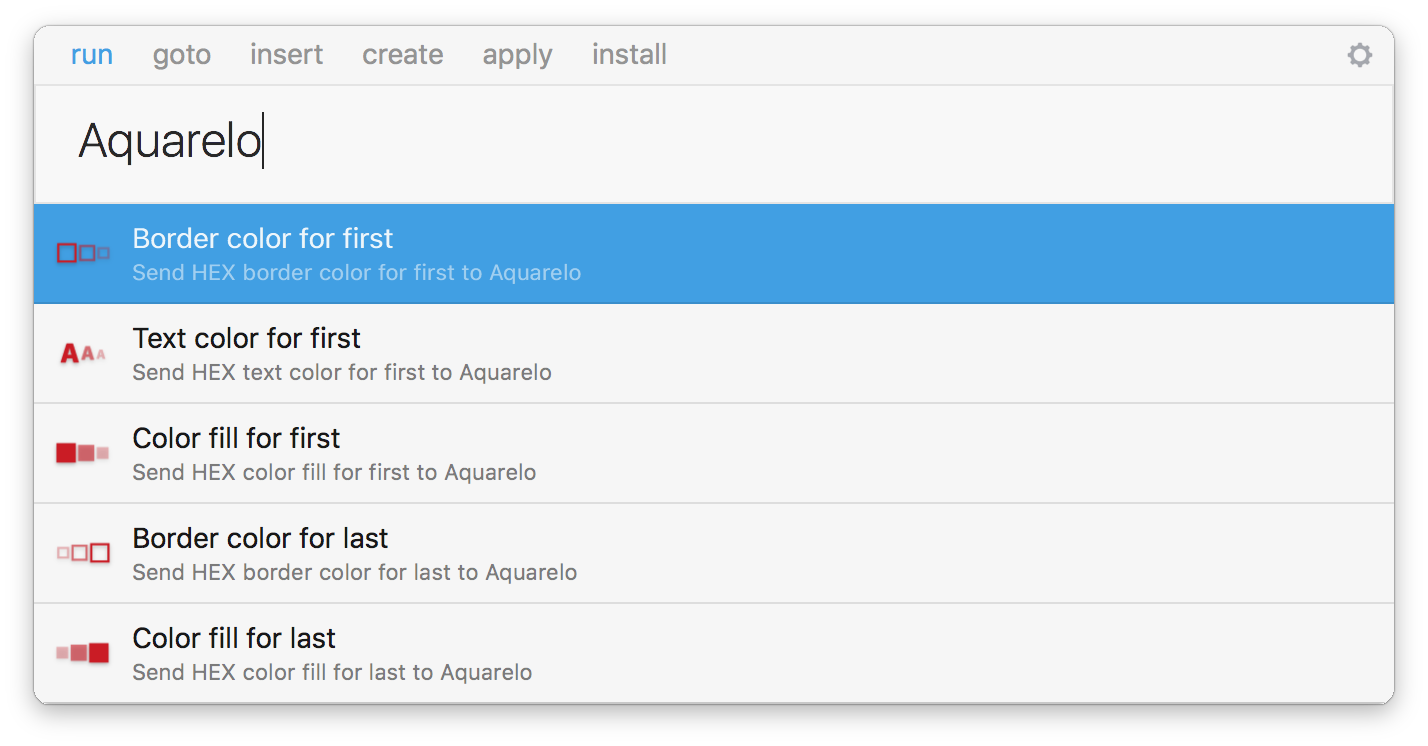 run goto insert create apply install
Aquarelo
Border color for first
Send HEX border color for first to Aquarelo
AAA
Text color for first
Send HEX text color for first to Aquarelo
Color fill for first
Send HEX color fill for first to Aquarelo
Border color for last
Send HEX border color for last to Aquarelo
Color fill for last
Send HEX color fill for last to Aquarelo